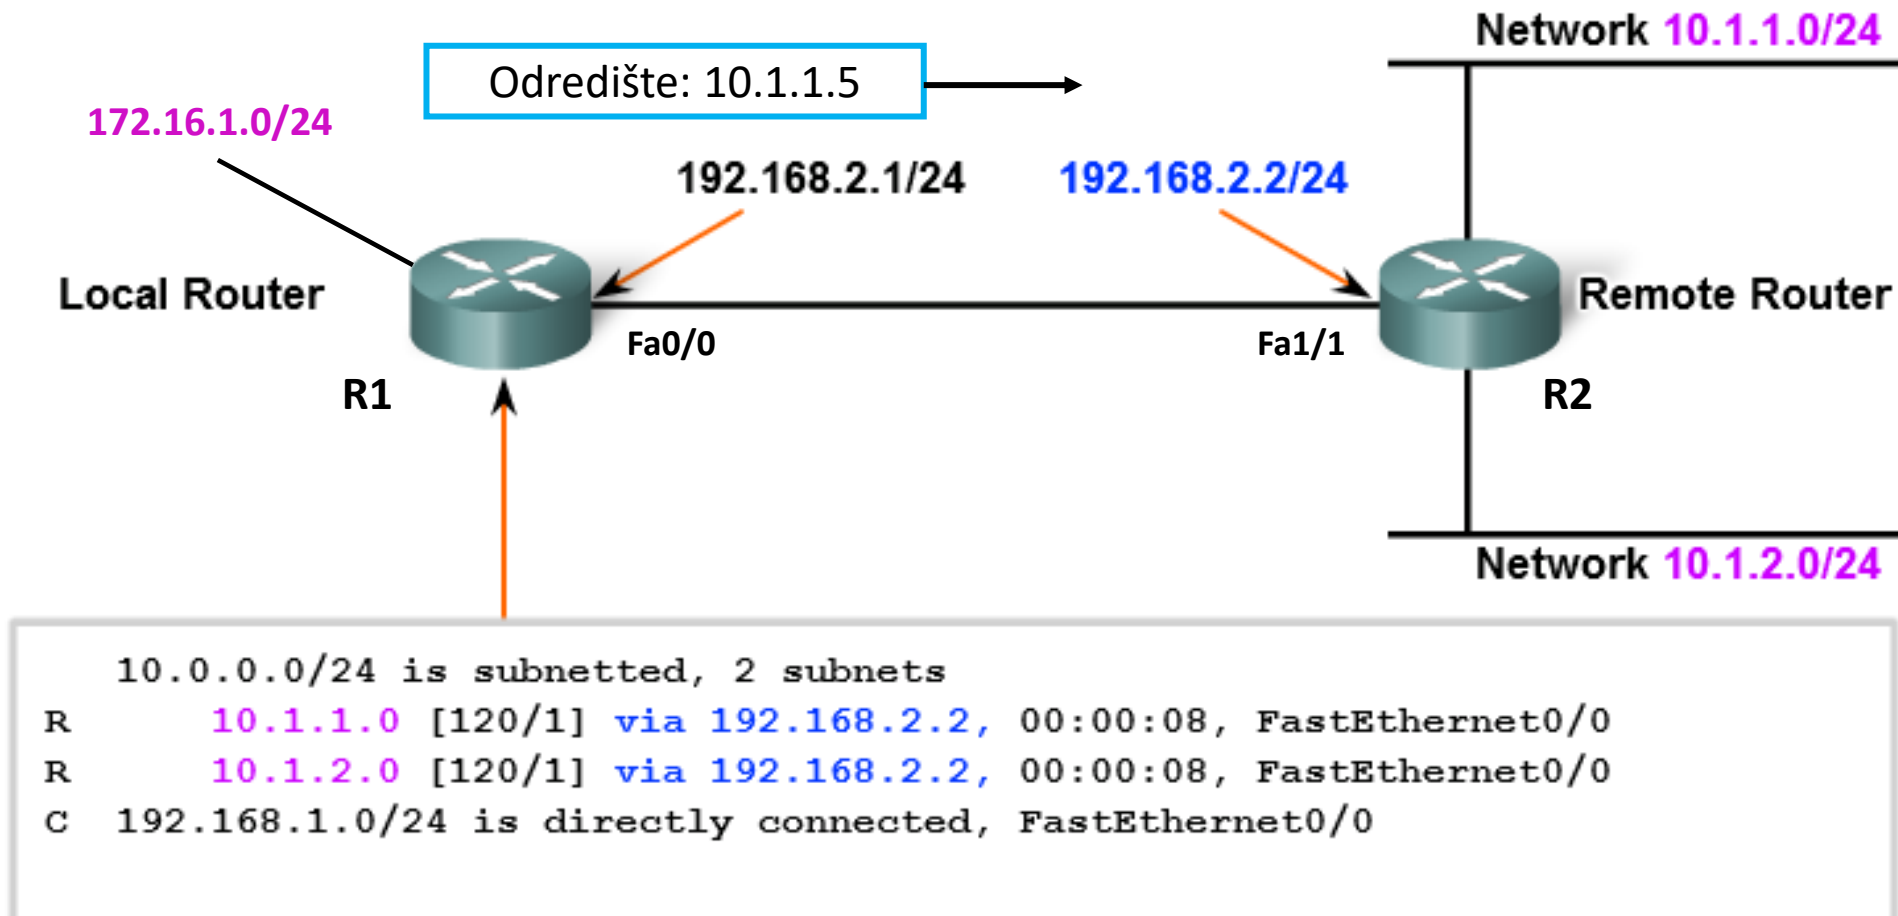 Network 10.1.1.0/24
Odredište: 10.1.1.5
172.16.1.0/24
192.168.2.1/24
192.168.2.2/24
Local Router
Remote Router
Fa0/0
Fa1/1
R1
R2
Network 10.1.2.0/24
10.0.0.0/24 is subnetted, 2 subnets
R 10.1.1.0 [120/1] via 192.168.2.2, 00:00:08, FastEthernet0/0
R 10.1.2.0 [120/1] via 192.168.2.2, 00:00:08, FastEthernet0/0
C 192.168.1.0/24 is directly connected, FastEthernet0/0